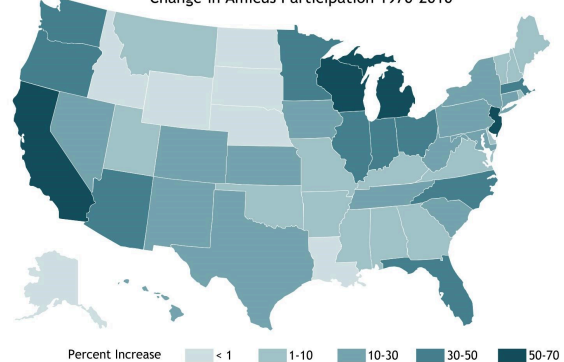 Change in Amicus Participation 1970-2010
Percent Increase < 1 1-10 10-30 30-50 50-70